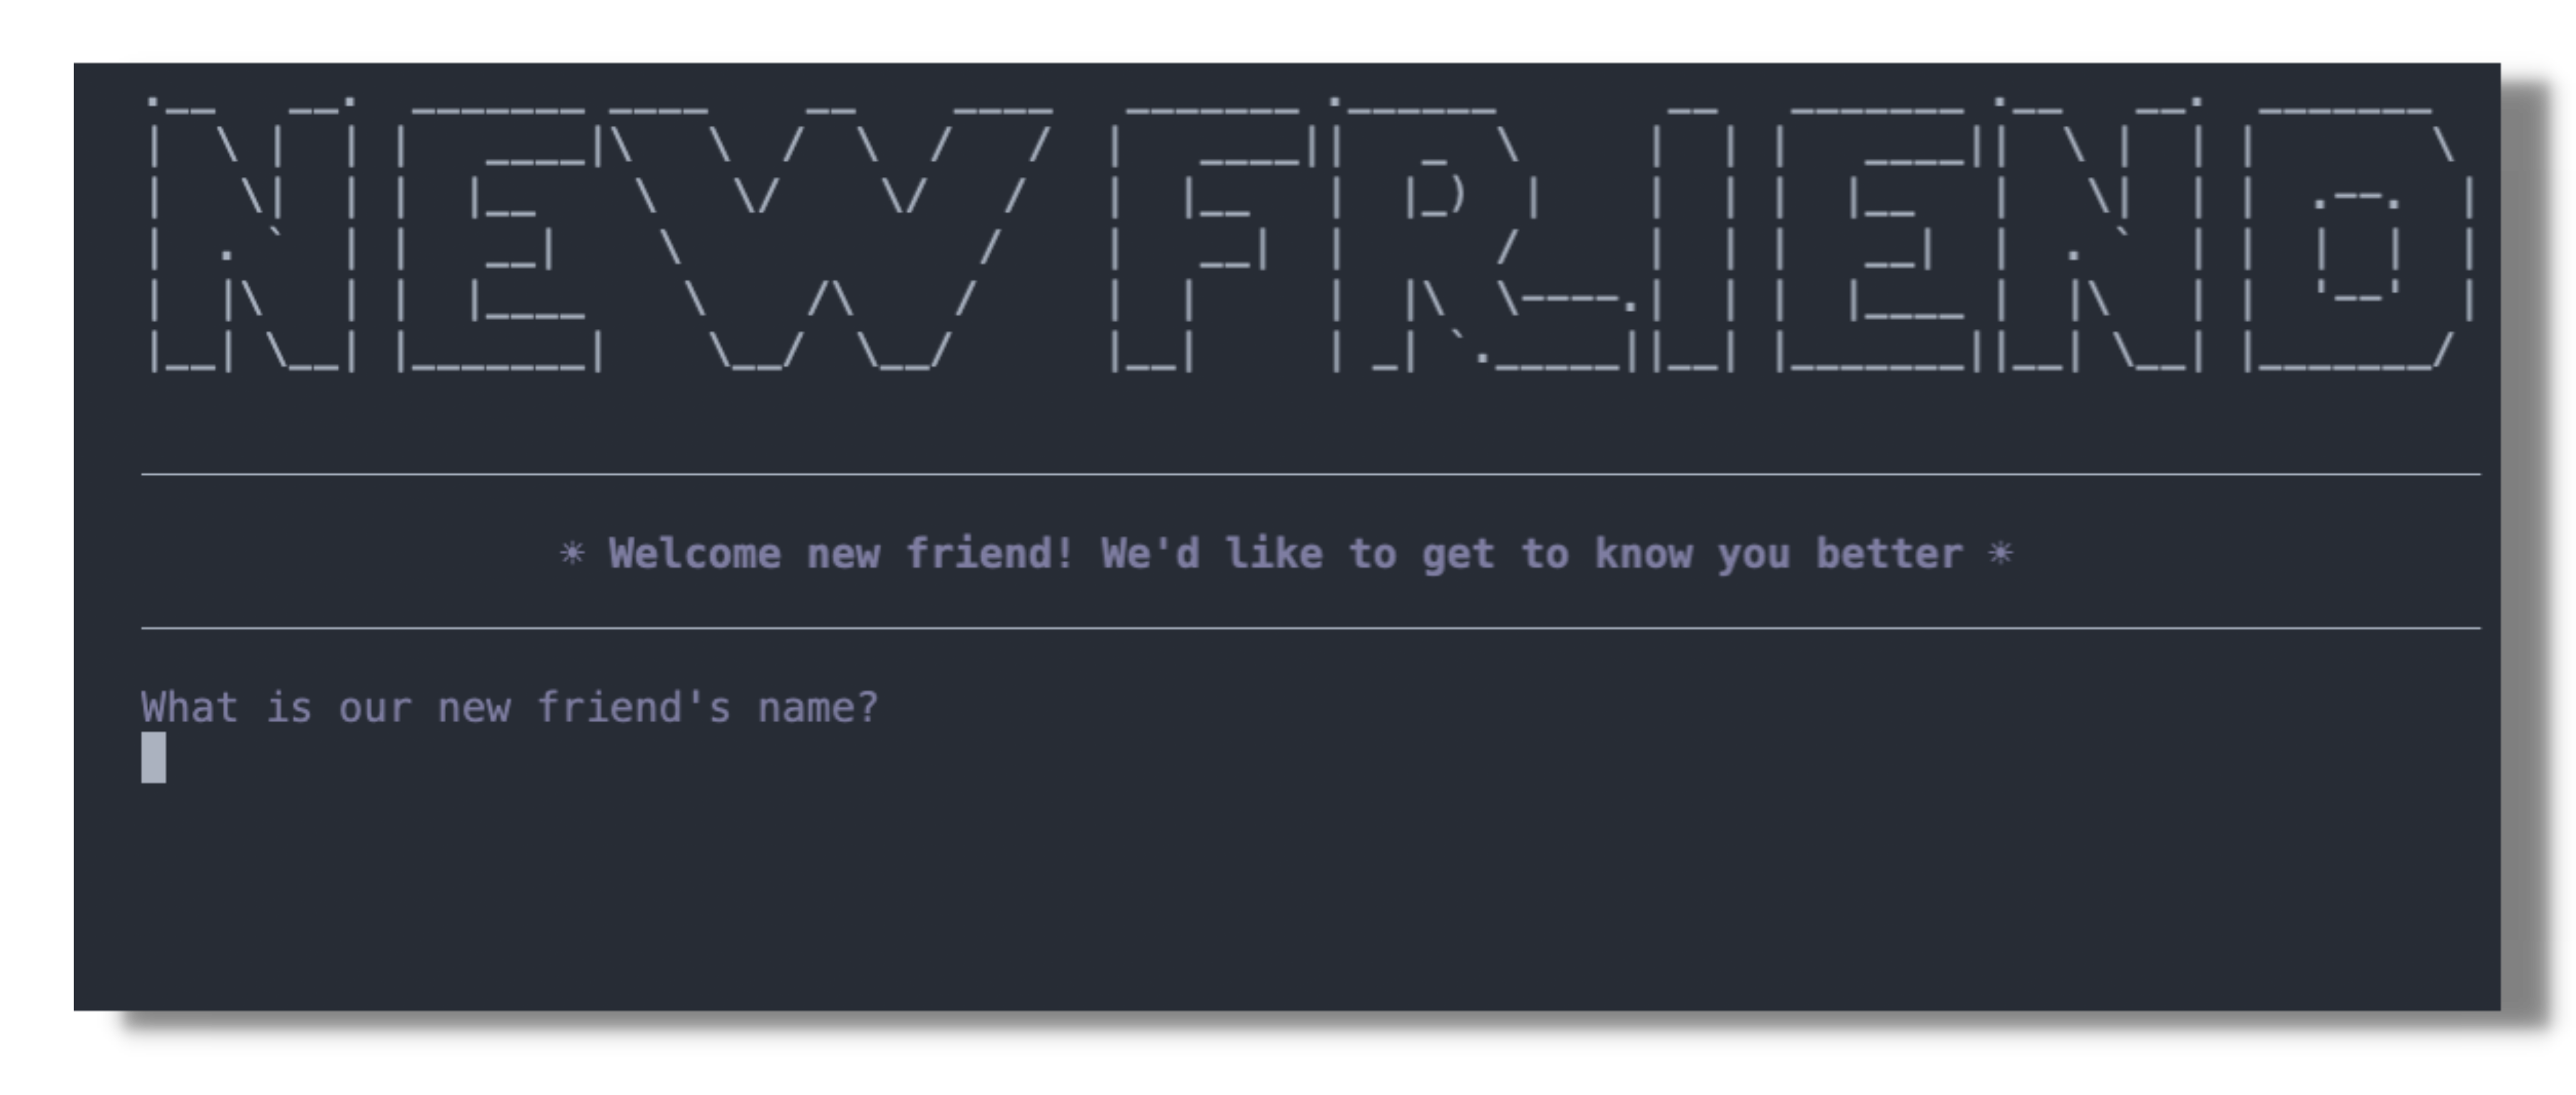 NEW FRIEND
☼ Welcome new friend! We'd like to get to know you better ☼
What is our new friend's name?